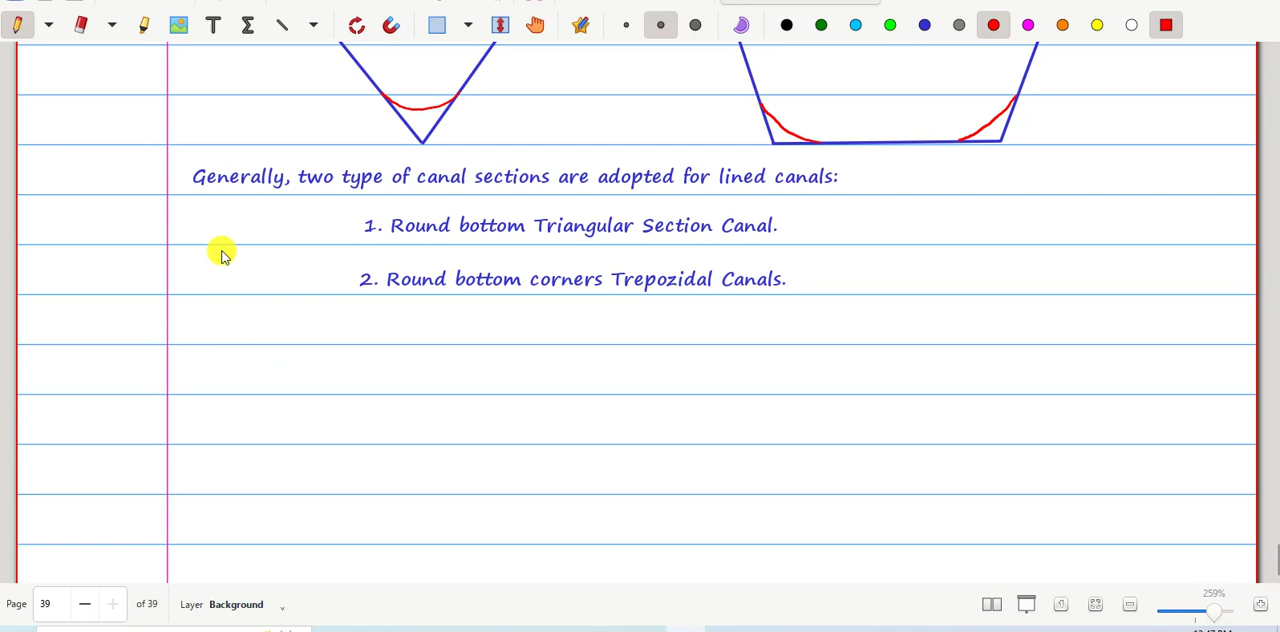 Generally, two type of canal sections are adopted for lined canals:
1. Round bottom Triangular Section Canal.
2. Round bottom corners Trepozidal Canals.
Page 39 of 39 Layer Background
259%